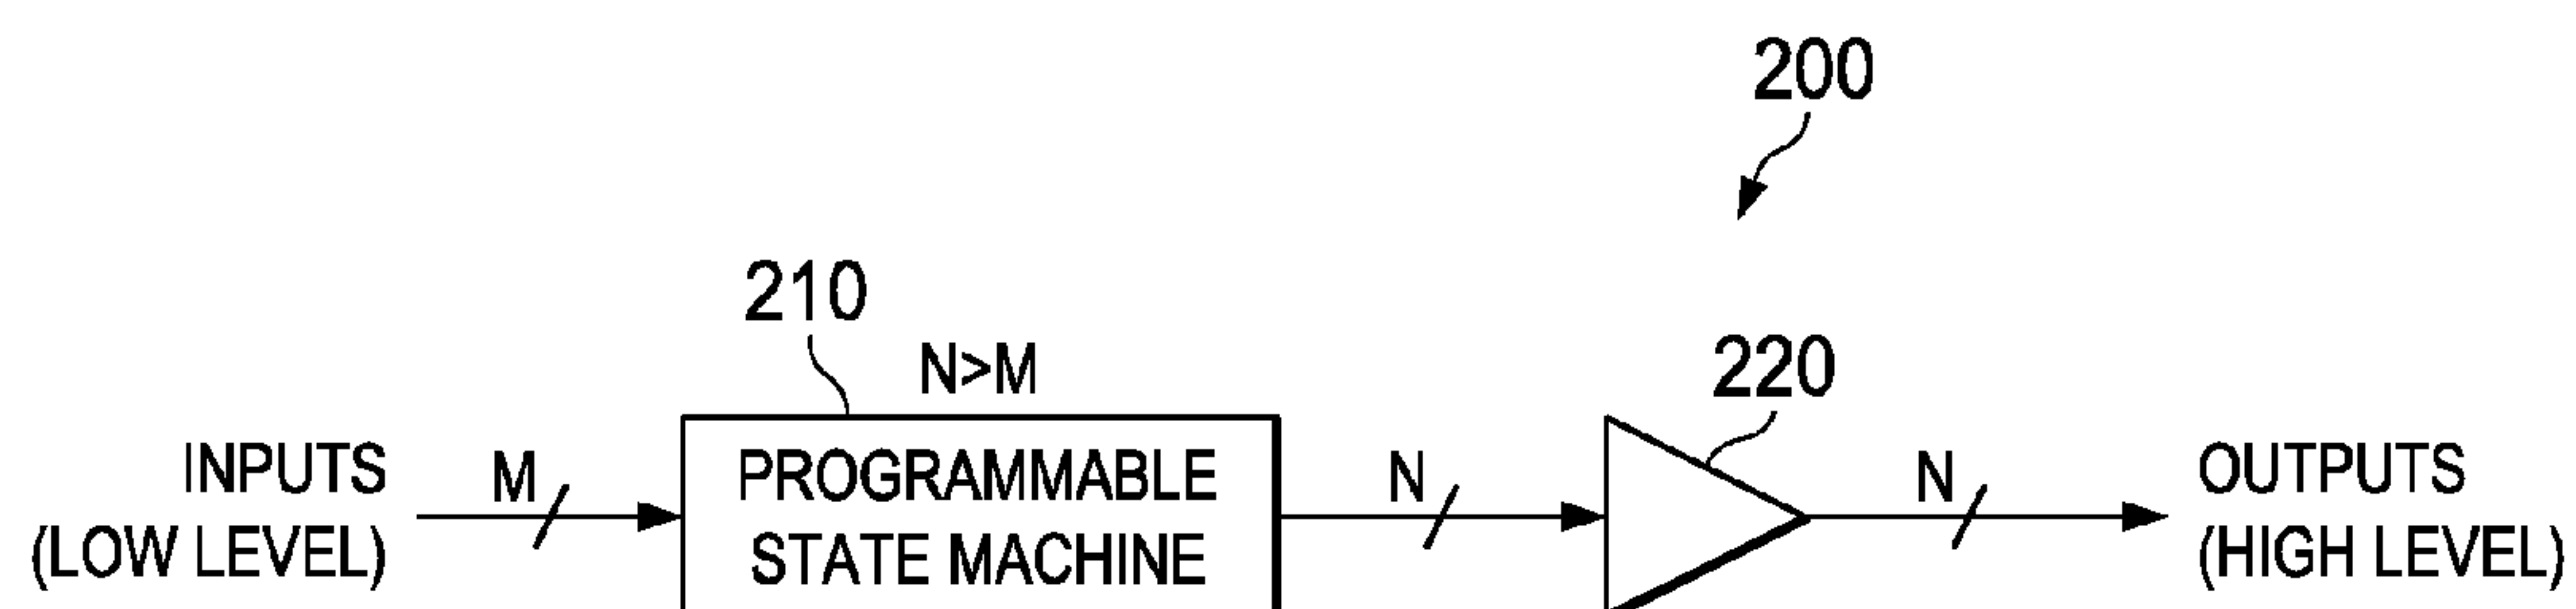 200
210
N>M
220
INPUTS
(LOW LEVEL)
M
PROGRAMMABLE
STATE MACHINE
N
N
OUTPUTS
(HIGH LEVEL)